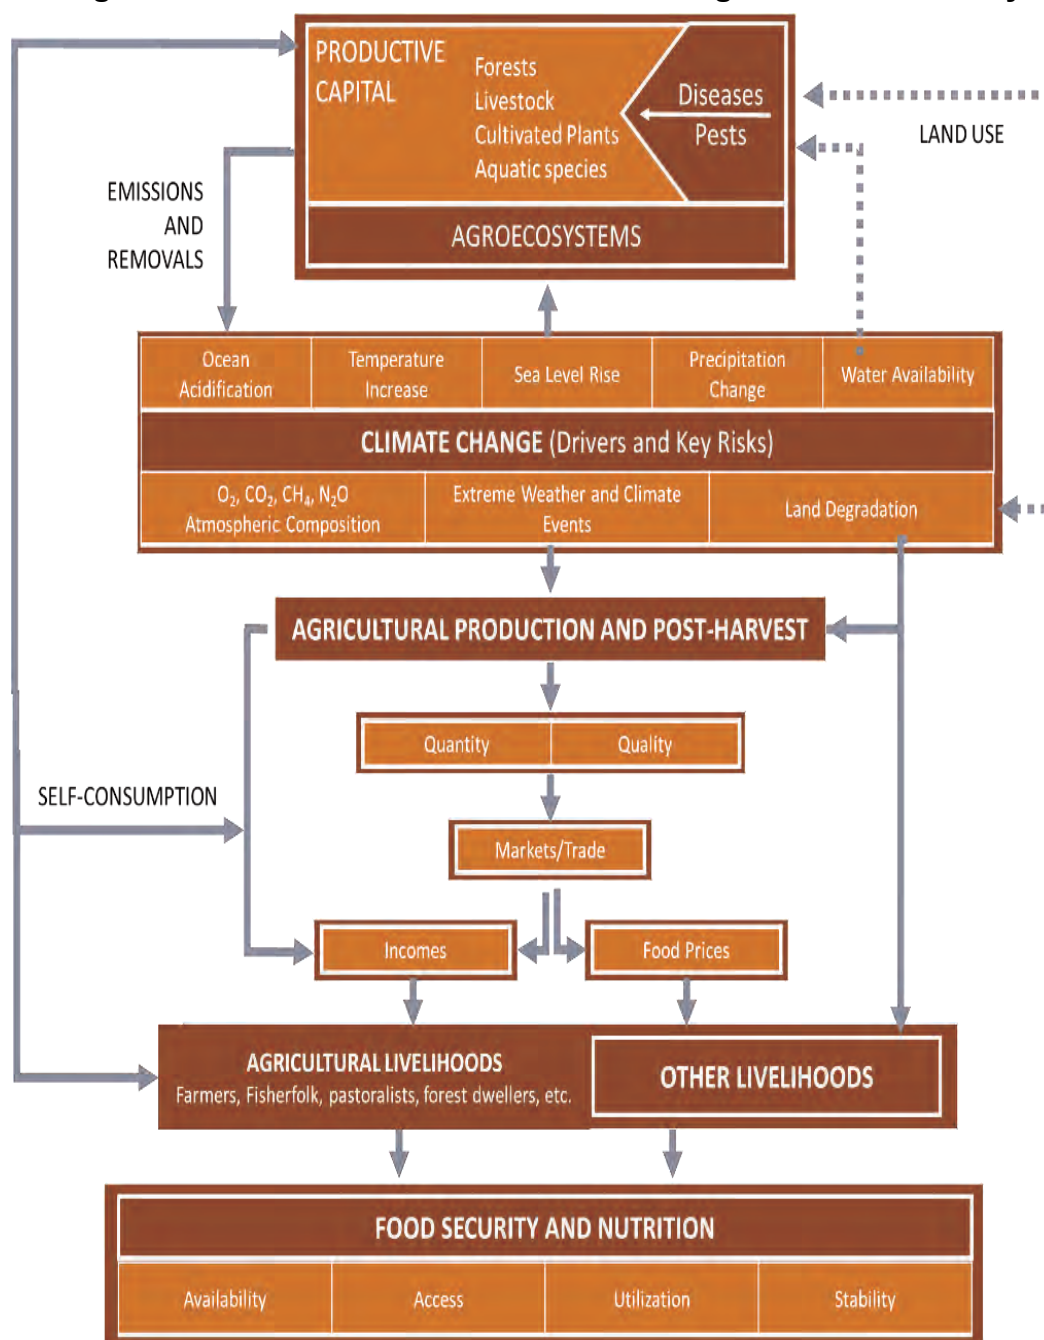 PRODUCTIVE
CAPITAL
Forests
Livestock
Cultivated Plants
Aquatic species
Diseases
Pests
AGROECOSYSTEMS
LAND USE
EMISSIONS
AND
REMOVALS
Ocean
Acidification
Temperature
Increase
Sea Level Rise
Precipitation
Change
Water Availability
CLIMATE CHANGE (Drivers and Key Risks)
O₂, CO₂, CH₄, N₂O
Atmospheric Composition
Extreme Weather and Climate
Events
Land Degradation
AGRICULTURAL PRODUCTION AND POST-HARVEST
Quantity
Quality
SELF-CONSUMPTION
Markets/Trade
Incomes
Food Prices
AGRICULTURAL LIVELIHOODS
Farmers, Fisherfolk, pastoralists, forest dwellers, etc.
OTHER LIVELIHOODS
FOOD SECURITY AND NUTRITION
Availability
Access
Utilization
Stability